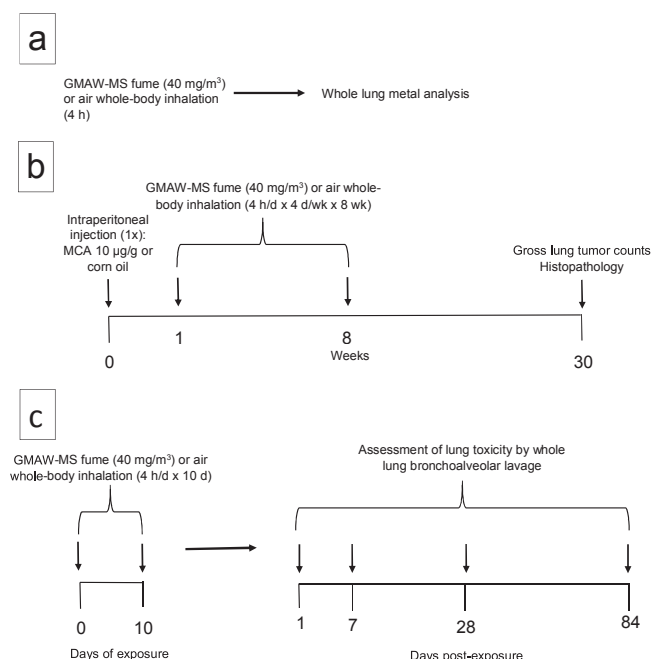 a
GMAW-MS fume (40 mg/m³)
or air whole-body inhalation
(4 h)
Whole lung metal analysis
b
GMAW-MS fume (40 mg/m³) or air whole-
body inhalation (4 h/d x 4 d/wk x 8 wk)
Intraperitoneal
injection (1x):
MCA 10 µg/g or
corn oil
Gross lung tumor counts
Histopathology
0
1
8
30
Weeks
c
GMAW-MS fume (40 mg/m³) or air
whole-body inhalation (4 h/d x 10 d)
Assessment of lung toxicity by whole
lung bronchoalveolar lavage
0
10
1
7
28
84
Days of exposure
Days post-exposure